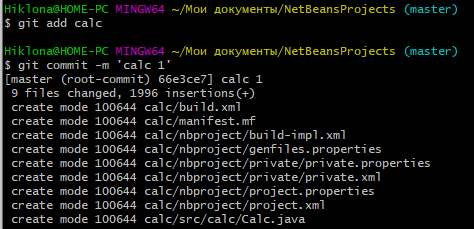 Hiklona@HOME-PC MINGW64 ~/Мои документы/NetBeansProjects (master)
$ git add calc
Hiklona@HOME-PC MINGW64 ~/Мои документы/NetBeansProjects (master)
$ git commit -m 'calc 1'
[master (root-commit) 66e3ce7] calc 1
 9 files changed, 1996 insertions(+)
 create mode 100644 calc/build.xml
 create mode 100644 calc/manifest.mf
 create mode 100644 calc/nbproject/build-impl.xml
 create mode 100644 calc/nbproject/genfiles.properties
 create mode 100644 calc/nbproject/private/private.properties
 create mode 100644 calc/nbproject/private/private.xml
 create mode 100644 calc/nbproject/project.properties
 create mode 100644 calc/nbproject/project.xml
 create mode 100644 calc/src/calc/Calc.java